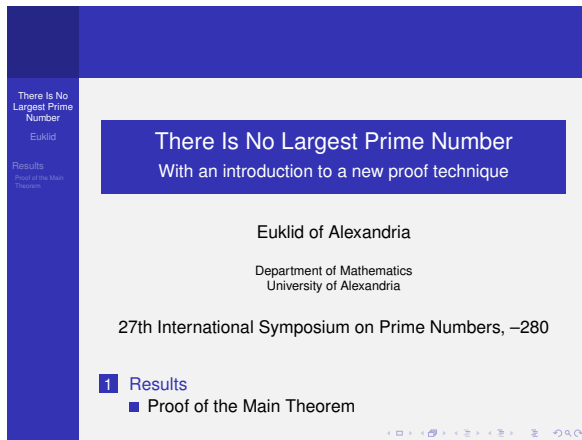 There Is No
Largest Prime
Number
Euklid
Results
Proof of the Main
Theorem
There Is No Largest Prime Number
With an introduction to a new proof technique
Euklid of Alexandria
Department of Mathematics
University of Alexandria
27th International Symposium on Prime Numbers, –280
1 Results
Proof of the Main Theorem